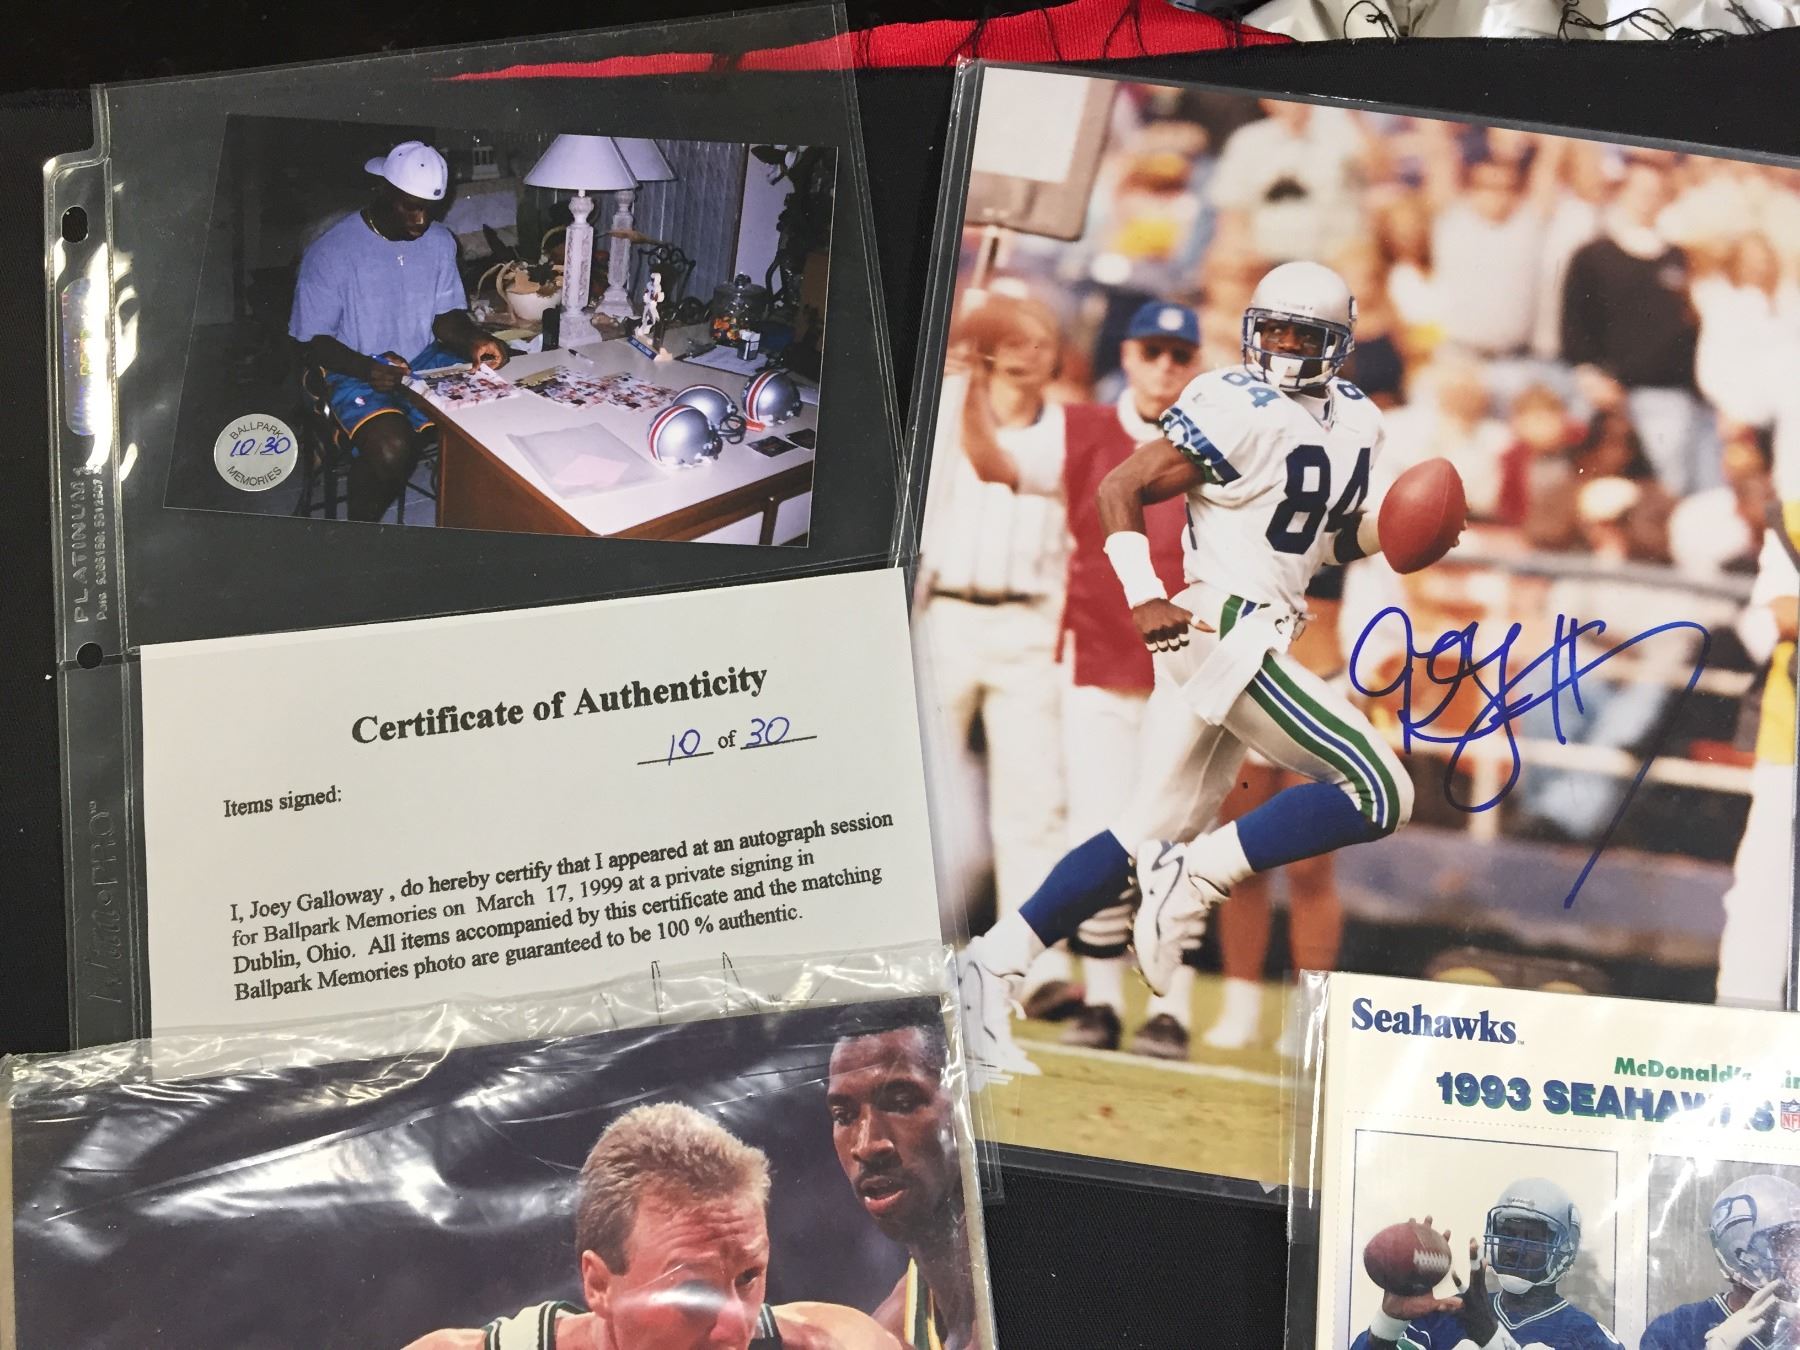 BALLPARK
10/30
MEMORIES
PLATINUM
Certificate of Authenticity
10 of 30
Items signed:
I, Joey Galloway , do hereby certify that I appeared at an autograph session
for Ballpark Memories on March 17, 1999 at a private signing in
Dublin, Ohio. All items accompanied by this certificate and the matching
Ballpark Memories photo are guaranteed to be 100 % authentic.
84
84
84
Seahawks
McDonald's
1993 SEAHAWKS
NFL